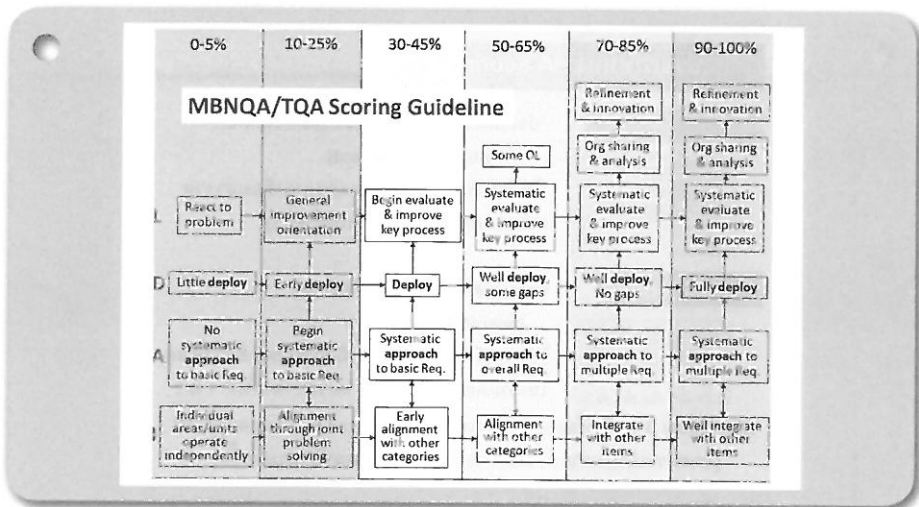 0-5% 10-25% 30-45% 50-65% 70-85% 90-100%
MBNQA/TQA Scoring Guideline
Refinement
& innovation
Refinement
& innovation
Some OL
Org sharing
& analysis
Org sharing
& analysis
L
React to
problem
General
improvement
orientation
Begin evaluate
& improve
key process
Systematic
evaluate
& improve
key process
Systematic
evaluate
& improve
key process
Systematic
evaluate
& improve
key process
D
Little deploy
Early deploy
Deploy
Well deploy,
some gaps
Well deploy,
No gaps
Fully deploy
A
No
systematic
approach
to basic Req.
Begin
systematic
approach
to basic Req.
Systematic
approach
to basic Req.
Systematic
approach to
overall Req.
Systematic
approach to
multiple Req.
Systematic
approach to
multiple Req.
Individual
areas/units
operate
independently
Alignment
through joint
problem
solving
Early
alignment
with other
categories
Alignment
with other
categories
Integrate
with other
items
Well integrate
with other
items